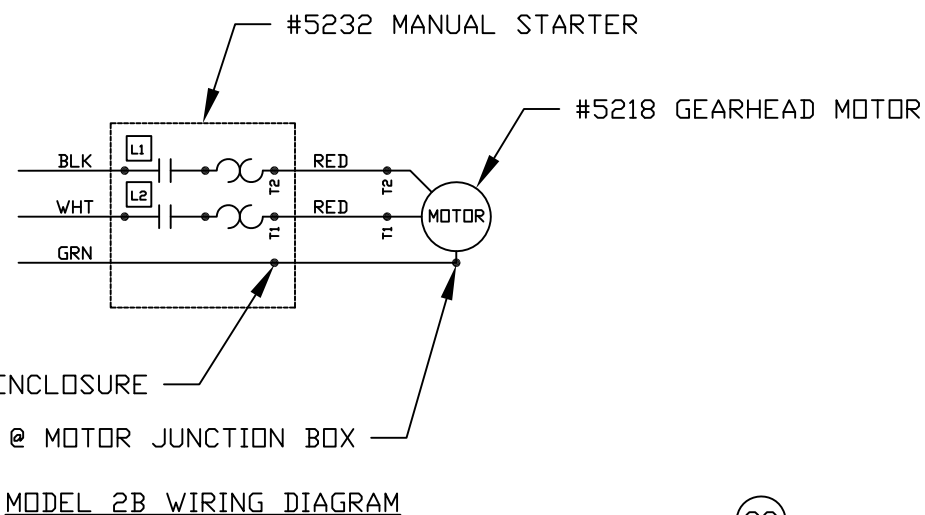 #5232 MANUAL STARTER
#5218 GEARHEAD MOTOR
L1
BLK
RED
T2
T2
L2
WHT
RED
T1
T1
MOTOR
GRN
ENCLOSURE
@ MOTOR JUNCTION BOX
MODEL 2B WIRING DIAGRAM